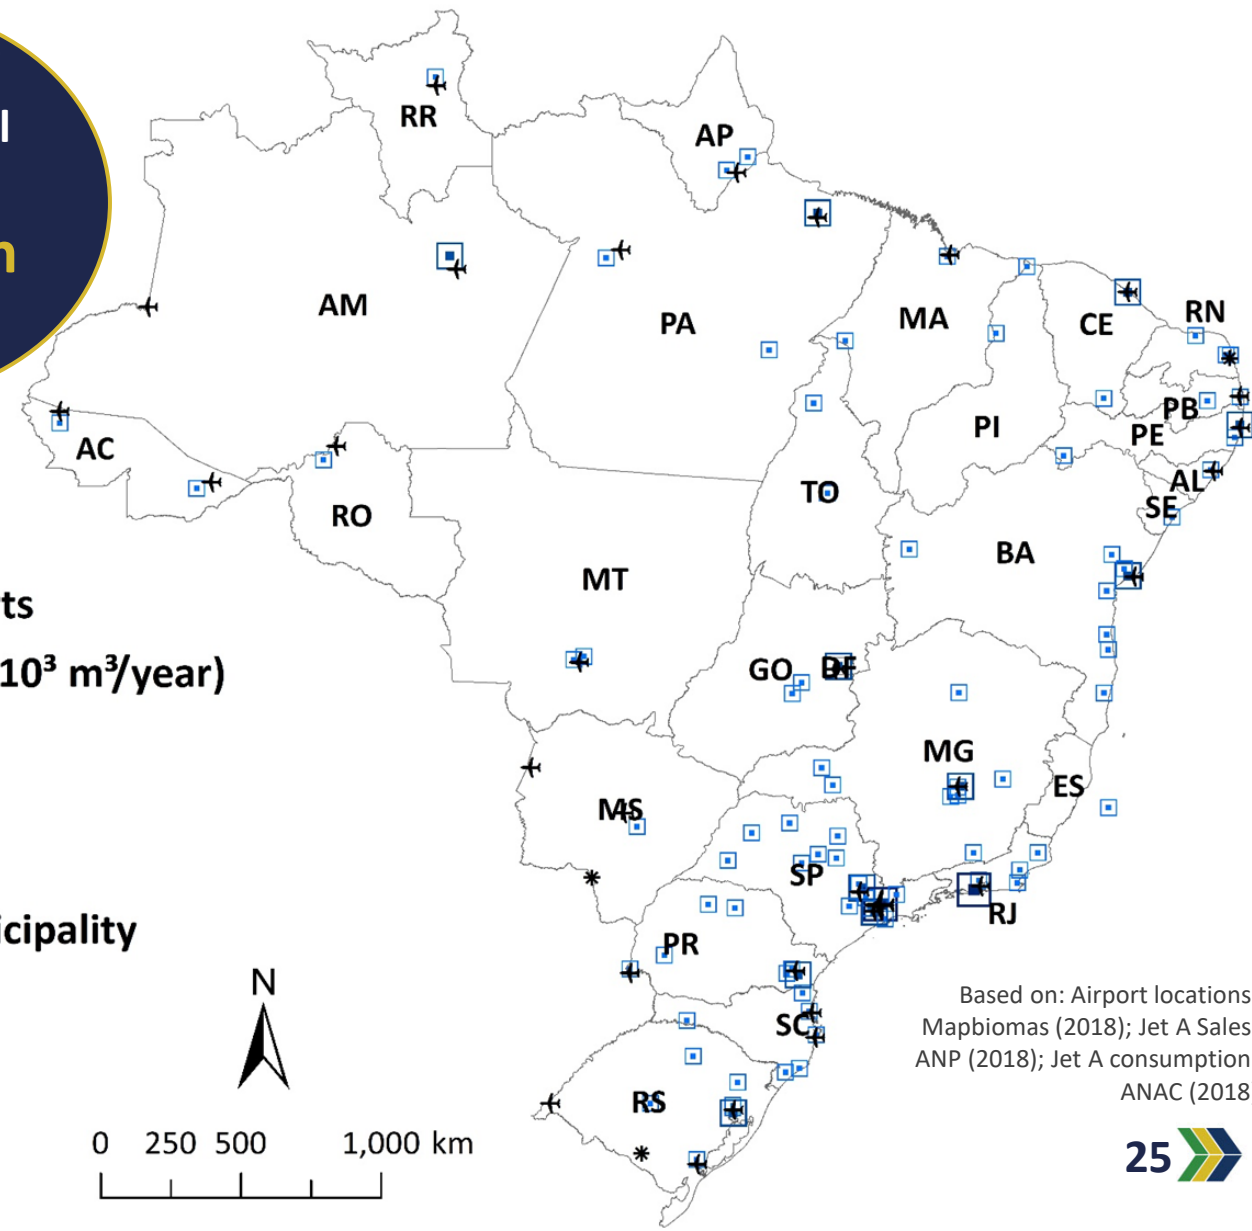 l
n
RR
AP
AM
PA
MA
CE
RN
PB
PI
PE
AC
AL
TO
SE
RO
BA
MT
ts
GO
DF
10³ m³/year)
MG
ES
MS
SP
RJ
icipality
PR
N
SC
Based on: Airport locations
Mapbiomas (2018); Jet A Sales
ANP (2018); Jet A consumption
ANAC (2018
RS
0 250 500 1,000 km
25